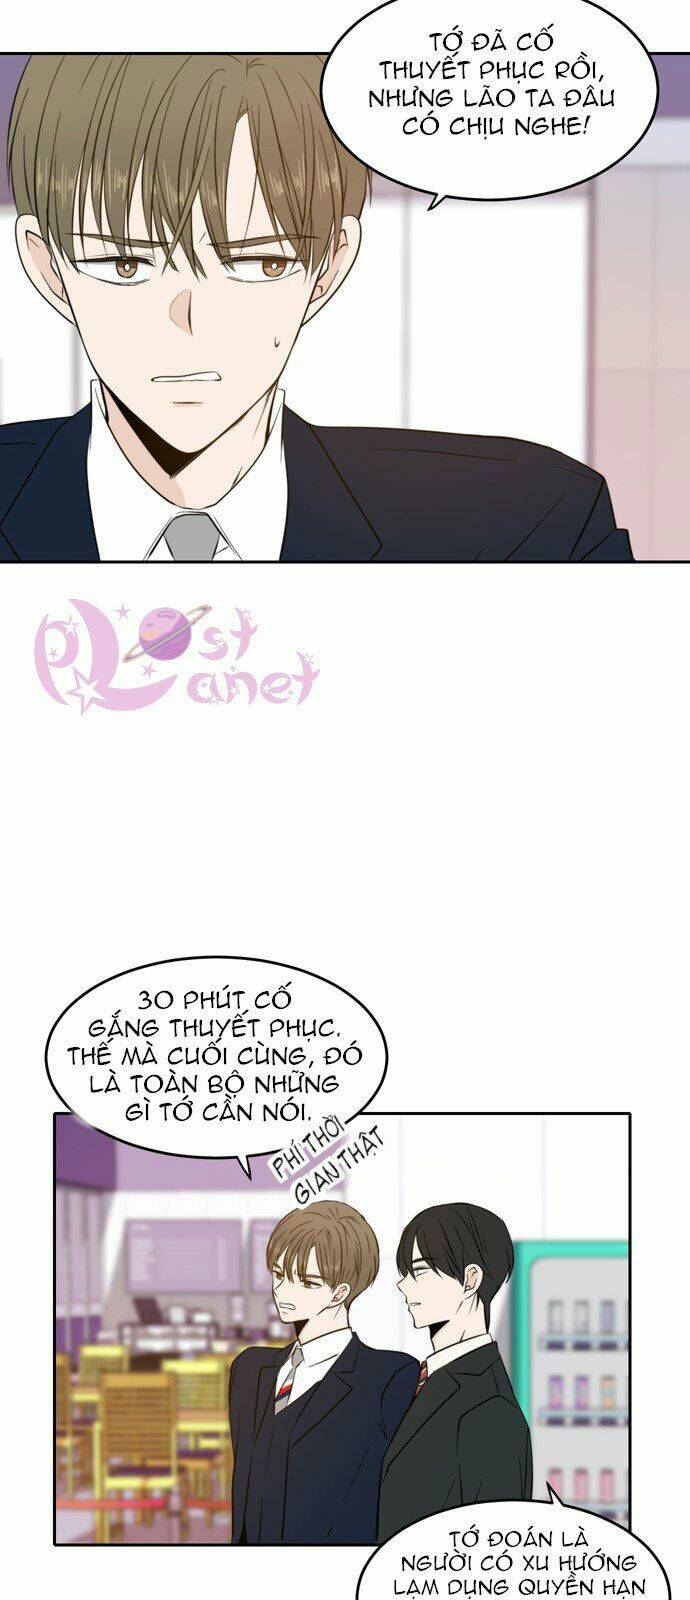 TỚ ĐÃ CỐ
THUYẾT PHỤC RỒI,
NHƯNG LÃO TA ĐÂU
CÓ CHỊU NGHE!
Lost
Planet
30 PHÚT CỐ
GẮNG THUYẾT PHỤC.
THẾ MÀ CUỐI CÙNG, ĐÓ
LÀ TOÀN BỘ NHỮNG
GÌ TỚ CẦN NÓI.
PHÍ THỜI
GIAN THẬT
TỚ ĐOÁN LÀ
NGƯỜI CÓ XU HƯỚNG
LẠM DỤNG QUYỀN HẠN